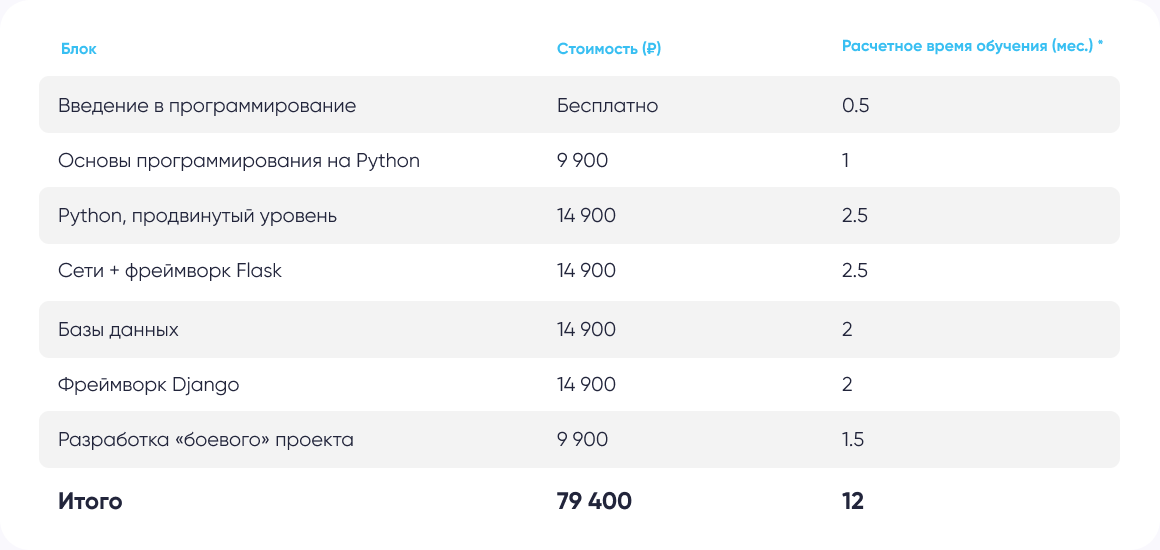 Блок Стоимость (₽) Расчетное время обучения (мес.) *
Введение в программирование Бесплатно 0.5
Основы программирования на Python 9 900 1
Python, продвинутый уровень 14 900 2.5
Сети + фреймворк Flask 14 900 2.5
Базы данных 14 900 2
Фреймворк Django 14 900 2
Разработка «боевого» проекта 9 900 1.5
Итого 79 400 12